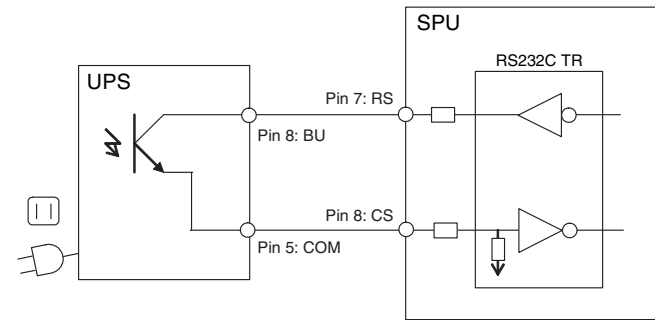 SPU
RS232C TR
UPS
Pin 7: RS
Pin 8: BU
Pin 8: CS
Pin 5: COM